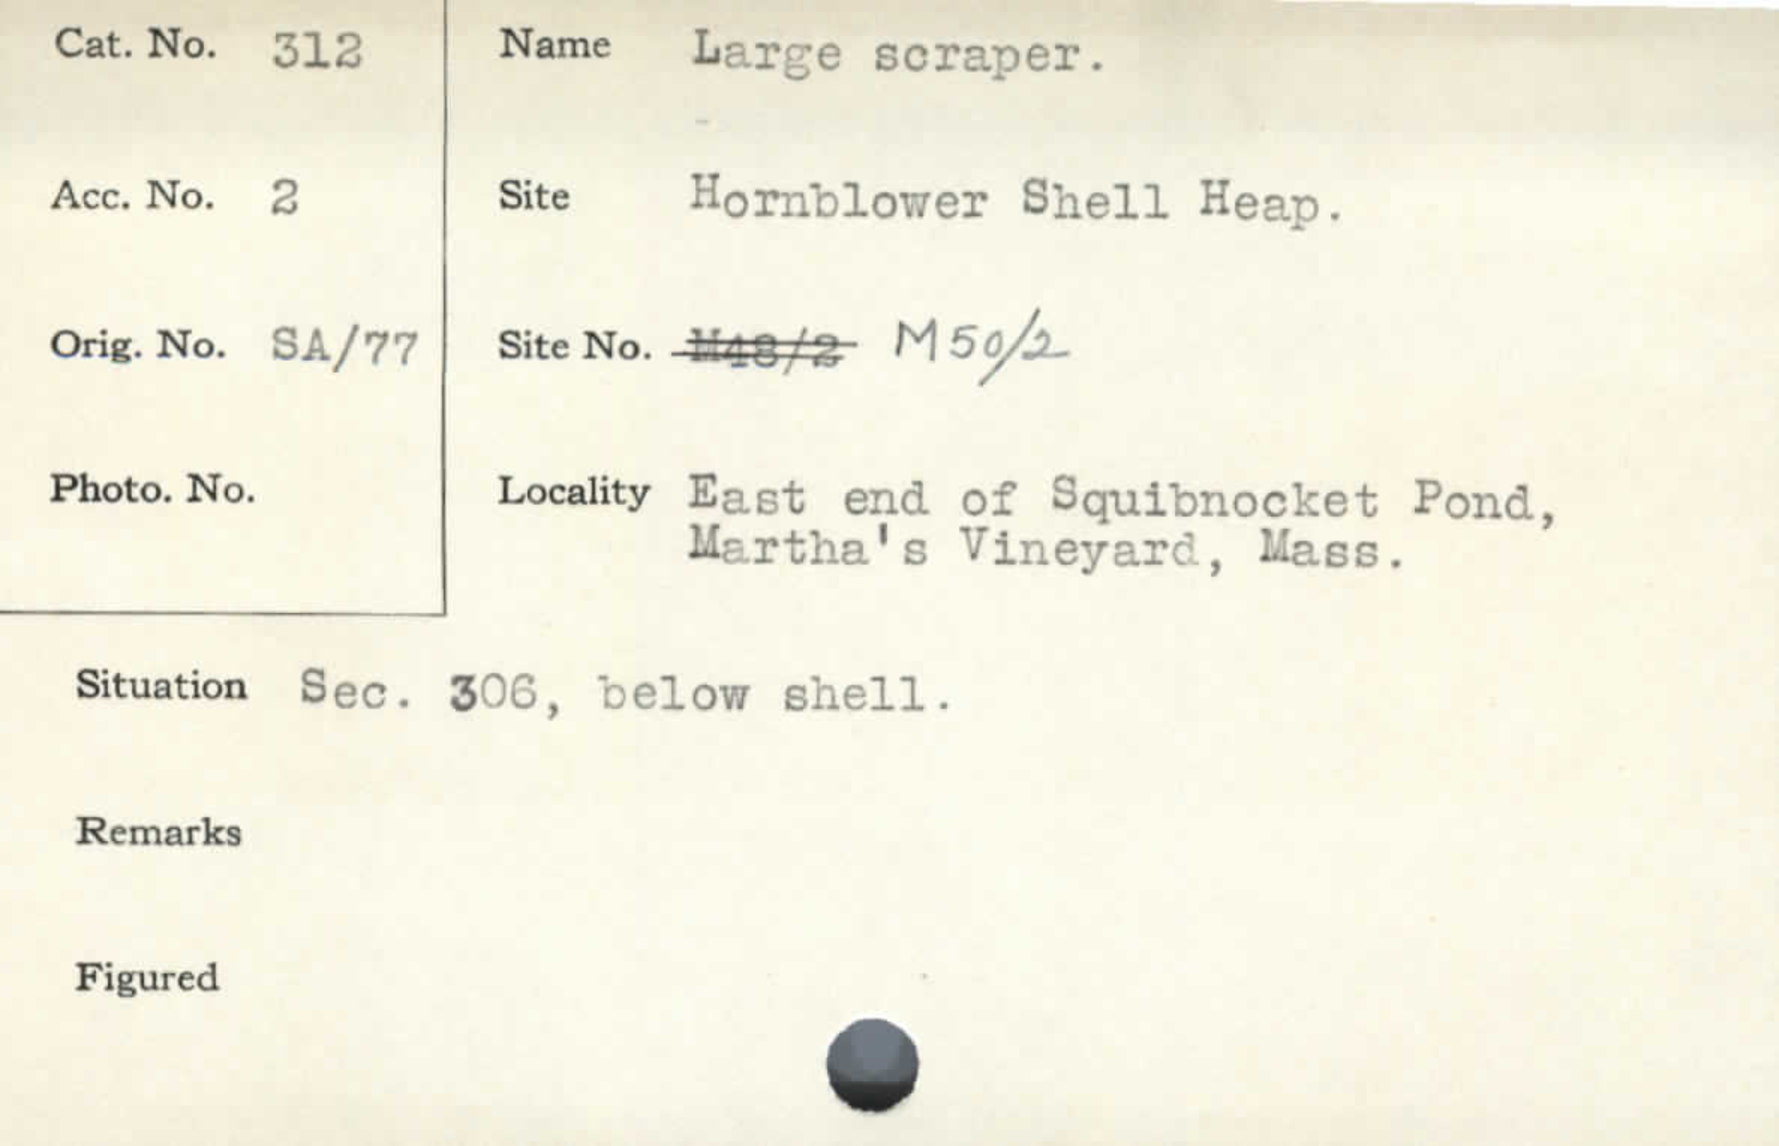 Cat. No. 312
Name Large scraper.
Acc. No. 2
Site Hornblower Shell Heap.
Orig. No. SA/77
Site No. M48/2 M50/2
Photo. No.
Locality East end of Squibnocket Pond,
Martha's Vineyard, Mass.
Situation Sec. 306, below shell.
Remarks
Figured